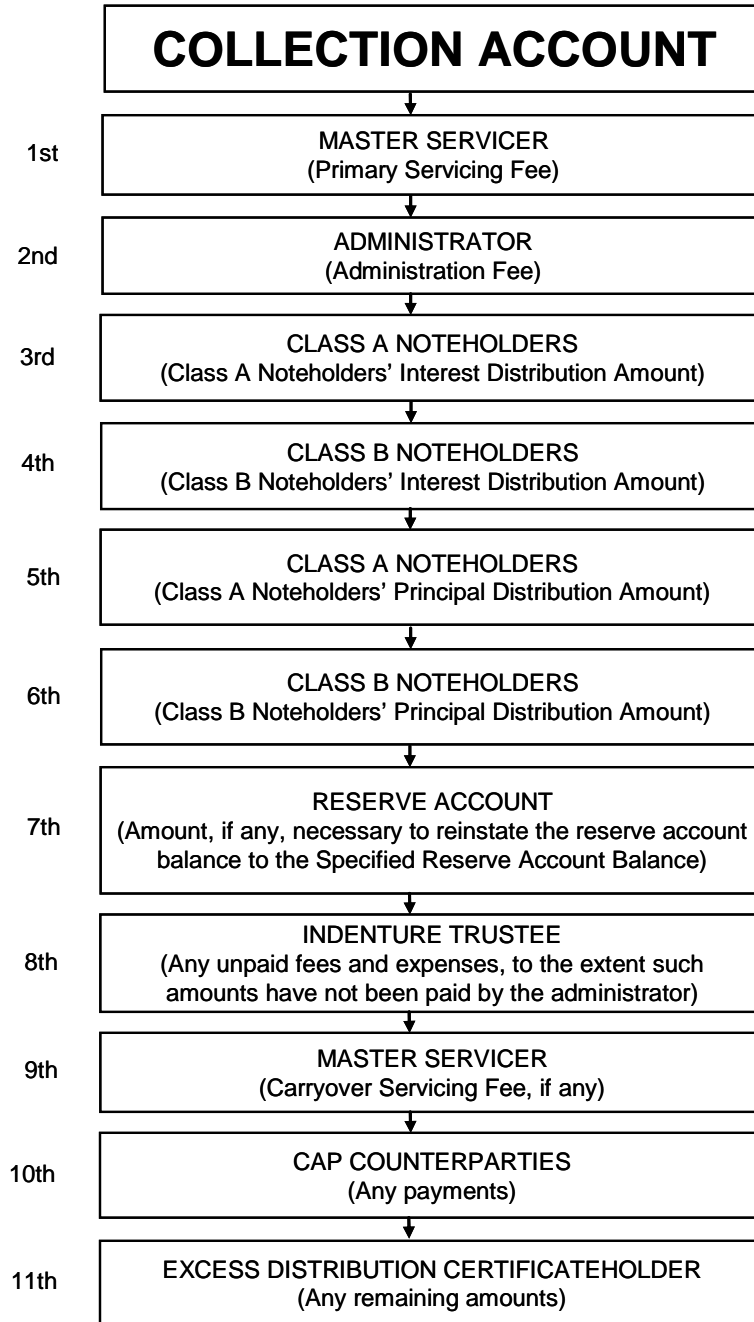 COLLECTION ACCOUNT
1st
MASTER SERVICER
(Primary Servicing Fee)
2nd
ADMINISTRATOR
(Administration Fee)
3rd
CLASS A NOTEHOLDERS
(Class A Noteholders’ Interest Distribution Amount)
4th
CLASS B NOTEHOLDERS
(Class B Noteholders’ Interest Distribution Amount)
5th
CLASS A NOTEHOLDERS
(Class A Noteholders’ Principal Distribution Amount)
6th
CLASS B NOTEHOLDERS
(Class B Noteholders’ Principal Distribution Amount)
7th
RESERVE ACCOUNT
(Amount, if any, necessary to reinstate the reserve account
balance to the Specified Reserve Account Balance)
8th
INDENTURE TRUSTEE
(Any unpaid fees and expenses, to the extent such
amounts have not been paid by the administrator)
9th
MASTER SERVICER
(Carryover Servicing Fee, if any)
10th
CAP COUNTERPARTIES
(Any payments)
11th
EXCESS DISTRIBUTION CERTIFICATEHOLDER
(Any remaining amounts)